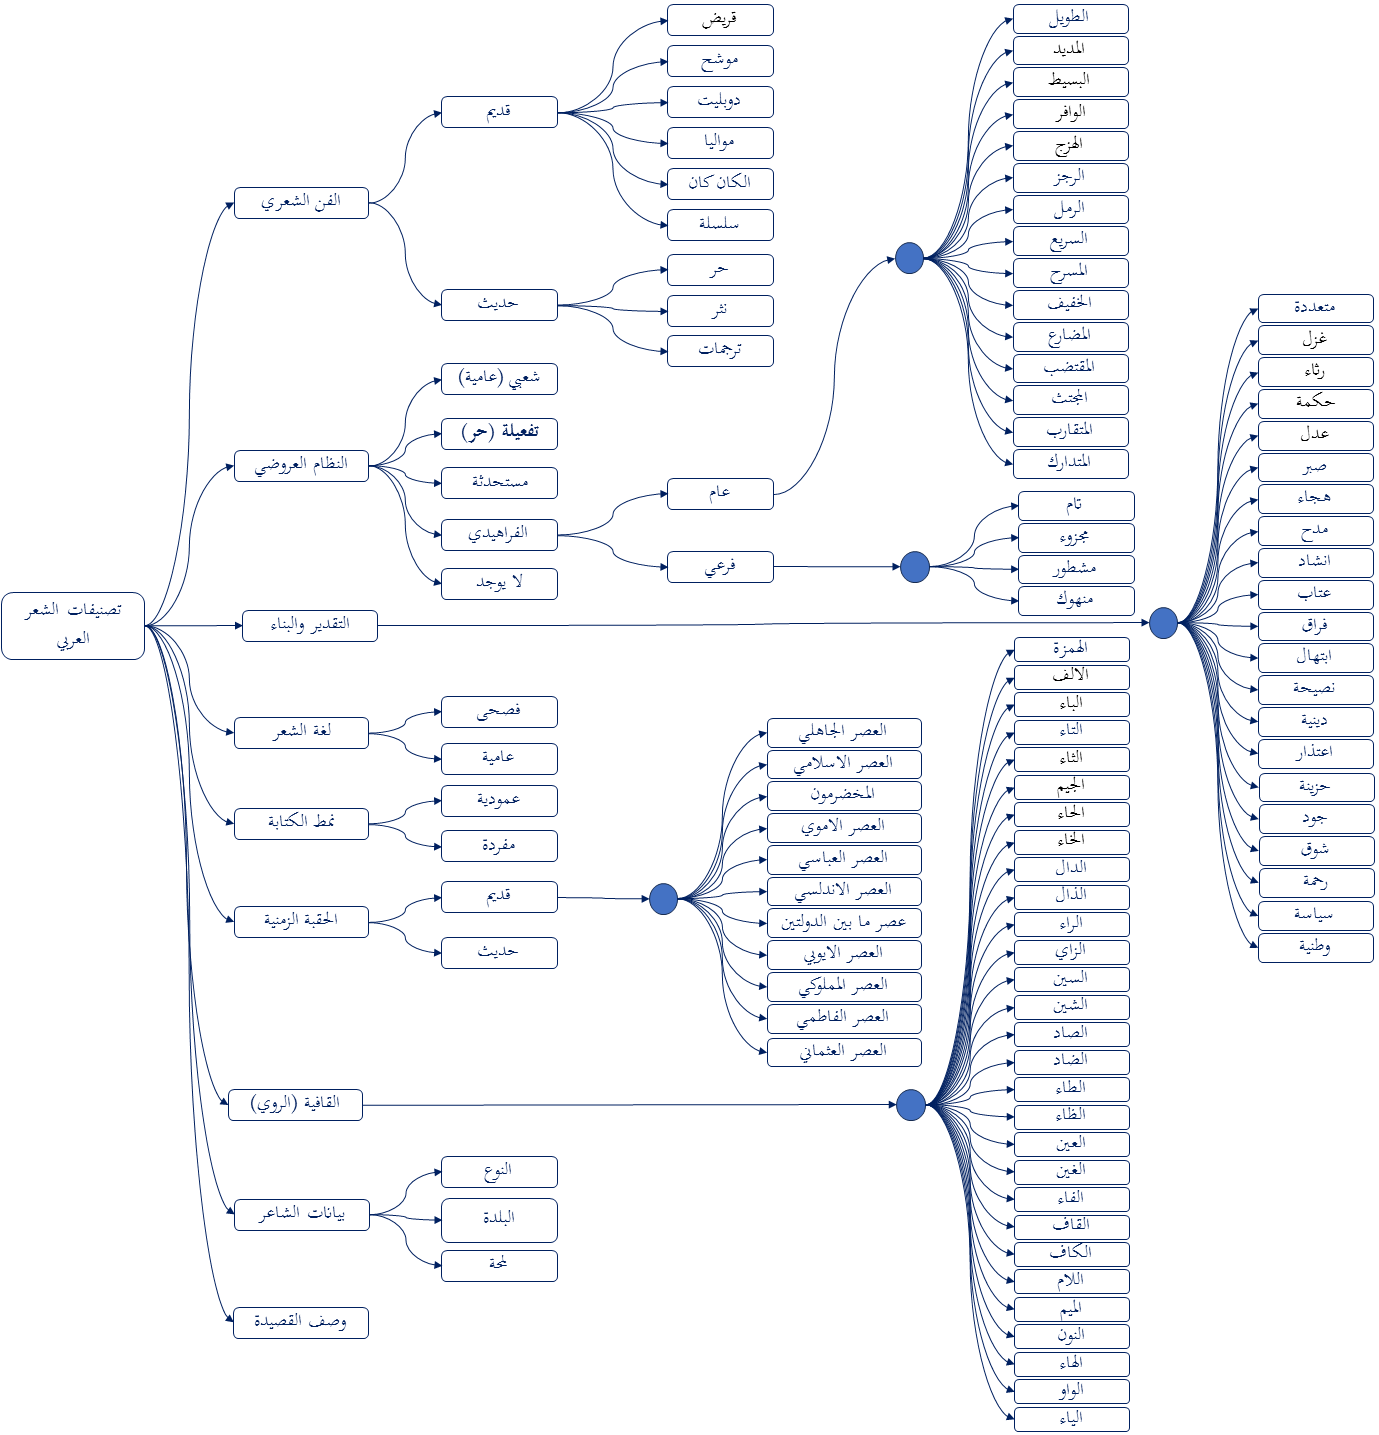 تصنيفات الشعر
العربي
الفن الشعري
قديم
قريض
موشح
دوبليت
مواليا
الكان كان
سلسلة
حديث
حر
نثر
ترجمات
النظام العروضي
شعبي (عامية)
تفعيلة (حر)
مستحدثة
الفراهيدي
عام
الطويل
المديد
البسيط
الوافر
الهزج
الرجز
الرمل
السريع
المسرح
الخفيف
المضارع
المقتضب
المجتث
المتقارب
المتدارك
فرعي
تام
مجزوء
مشطور
منهوك
لا يوجد
التقدير والبناء
متعددة
غزل
رثاء
حكمة
عدل
صبر
هجاء
مدح
انشاد
عتاب
فراق
ابتهال
نصيحة
دينية
اعتذار
حزينة
جود
شوق
رحمة
سياسة
وطنية
لغة الشعر
فصحى
عامية
نمط الكتابة
عمودية
مفردة
الحقبة الزمنية
قديم
العصر الجاهلي
العصر الاسلامي
المخضرمون
العصر الاموي
العصر العباسي
العصر الاندلسي
عصر ما بين الدولتين
العصر الايوبي
العصر المملوكي
العصر الفاطمي
العصر العثماني
حديث
القافية (الروي)
الهمزة
الالف
الباء
التاء
الثاء
الجيم
الحاء
الخاء
الدال
الذال
الراء
الزاي
السين
الشين
الصاد
الضاد
الطاء
الظاء
العين
الغين
الفاء
القاف
الكاف
اللام
الميم
النون
الهاء
الواو
الياء
بيانات الشاعر
النوع
البلدة
لمحة
وصف القصيدة